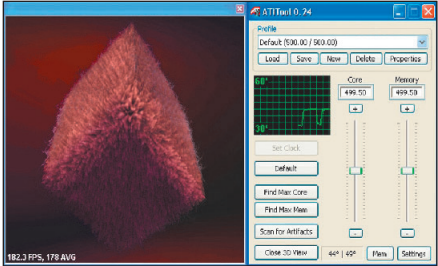 ATITool 0.24
Profile
Default (500.00 / 500.00)
Load Save New Delete Properties
60°
30°
Core Memory
499.50 499.50
+ +
Set Clock
Default
Find Max Core
Find Max Mem
Scan for Artifacts
- -
Close 3D View 44° | 49° Mem Settings
182.3 FPS, 178 AVG